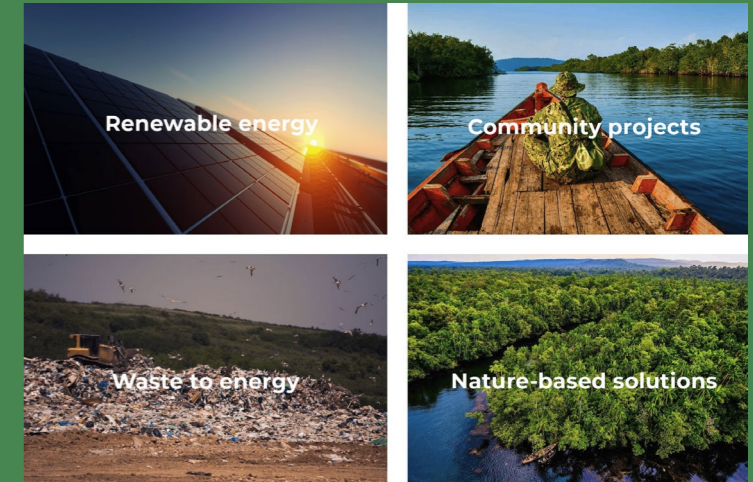 Renewable energy
Community projects
Waste to energy
Nature-based solutions